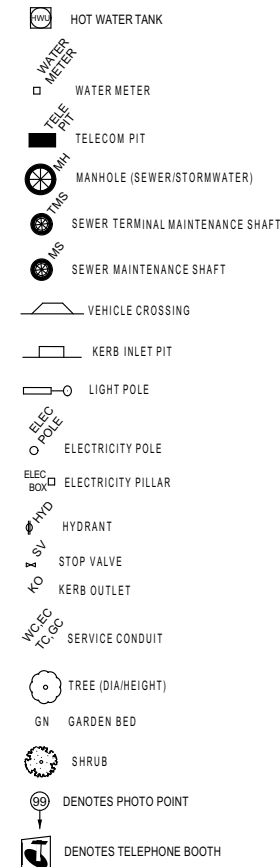 HWU HOT WATER TANK
WATER
METER
WATER METER
TELE
PIT
TELECOM PIT
MH
MANHOLE (SEWER/STORMWATER)
TMS
SEWER TERMINAL MAINTENANCE SHAFT
MS
SEWER MAINTENANCE SHAFT
VEHICLE CROSSING
KERB INLET PIT
LIGHT POLE
ELEC
POLE
ELECTRICITY POLE
ELEC
BOX
ELECTRICITY PILLAR
HYD
HYDRANT
SV
STOP VALVE
KO
KERB OUTLET
WC,EC
TC,GC
SERVICE CONDUIT
TREE (DIA/HEIGHT)
GN GARDEN BED
SHRUB
99 DENOTES PHOTO POINT
DENOTES TELEPHONE BOOTH